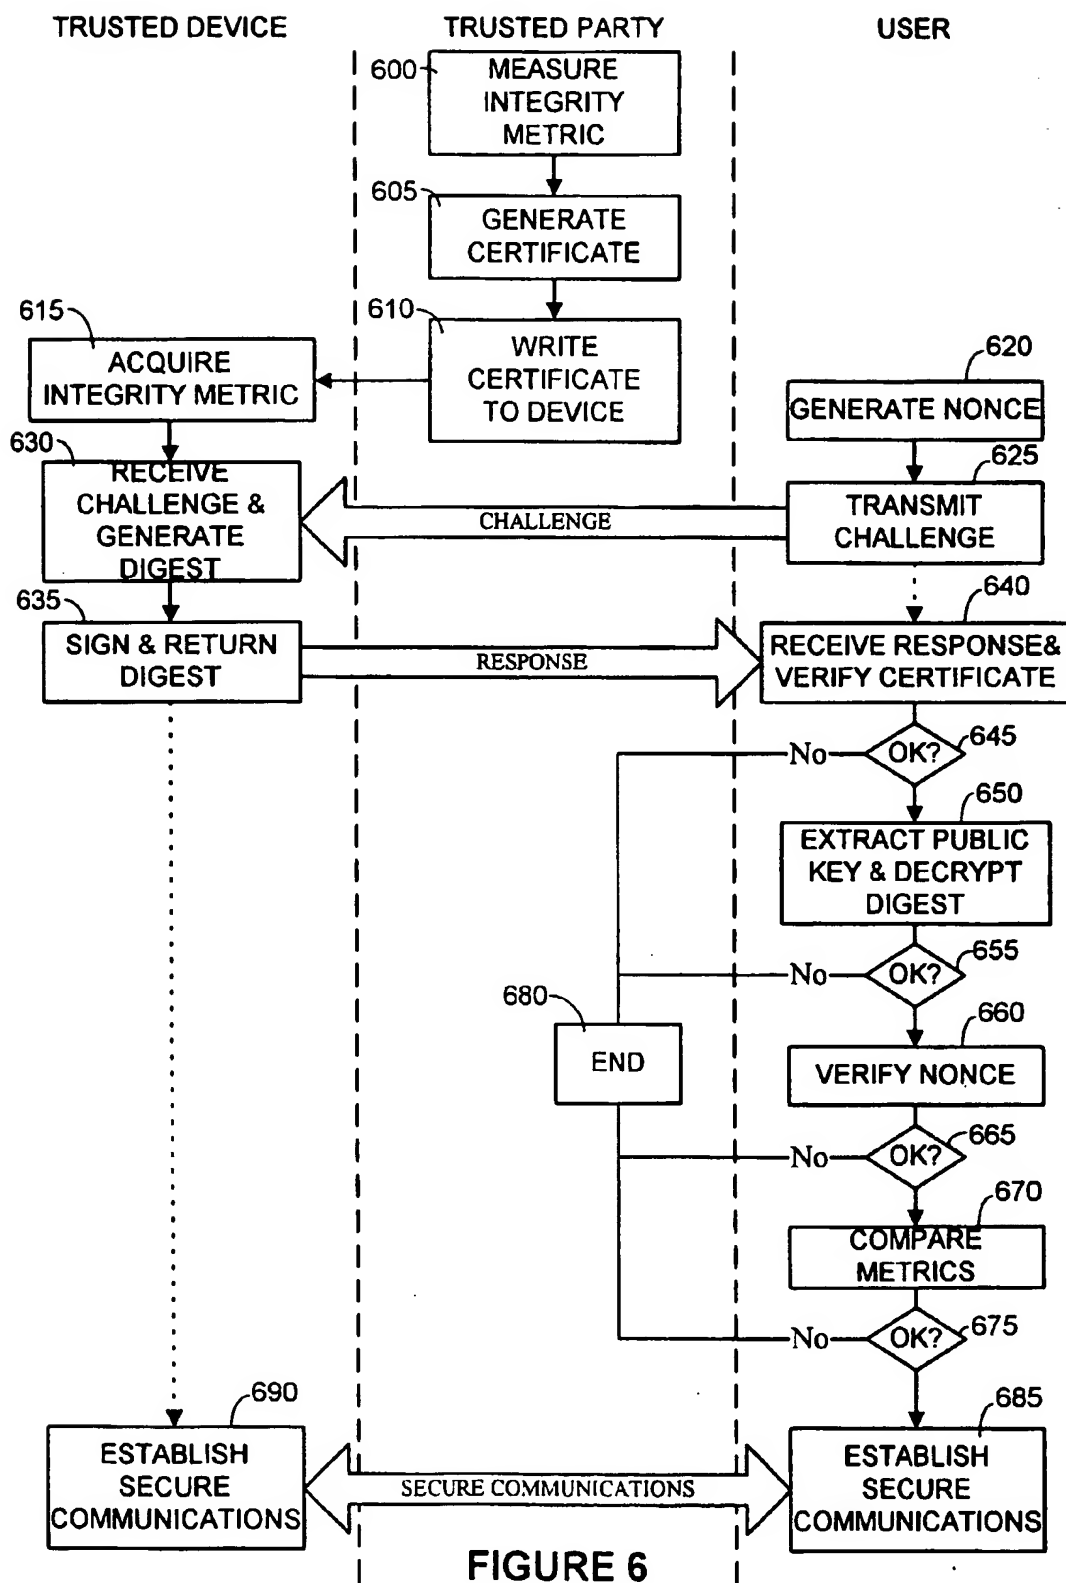 TRUSTED DEVICE
TRUSTED PARTY
USER
600
MEASURE
INTEGRITY
METRIC
605
GENERATE
CERTIFICATE
610
WRITE
CERTIFICATE
TO DEVICE
615
ACQUIRE
INTEGRITY METRIC
620
GENERATE NONCE
625
TRANSMIT
CHALLENGE
630
RECEIVE
CHALLENGE &
GENERATE
DIGEST
CHALLENGE
635
SIGN & RETURN
DIGEST
RESPONSE
640
RECEIVE RESPONSE&
VERIFY CERTIFICATE
645
OK?
No
650
EXTRACT PUBLIC
KEY & DECRYPT
DIGEST
655
OK?
No
680
END
660
VERIFY NONCE
665
OK?
No
670
COMPARE
METRICS
675
OK?
No
690
ESTABLISH
SECURE
COMMUNICATIONS
SECURE COMMUNICATIONS
685
ESTABLISH
SECURE
COMMUNICATIONS
FIGURE 6